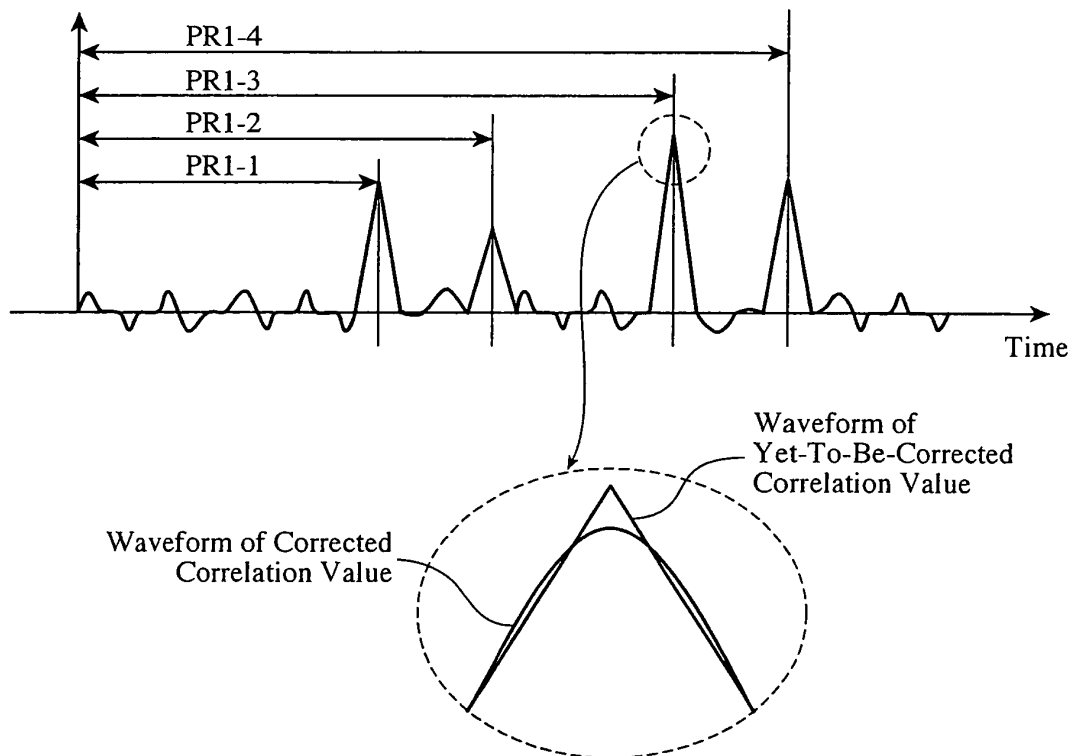 PR1-4
PR1-3
PR1-2
PR1-1
Time
Waveform of
Yet-To-Be-Corrected
Correlation Value
Waveform of Corrected
Correlation Value